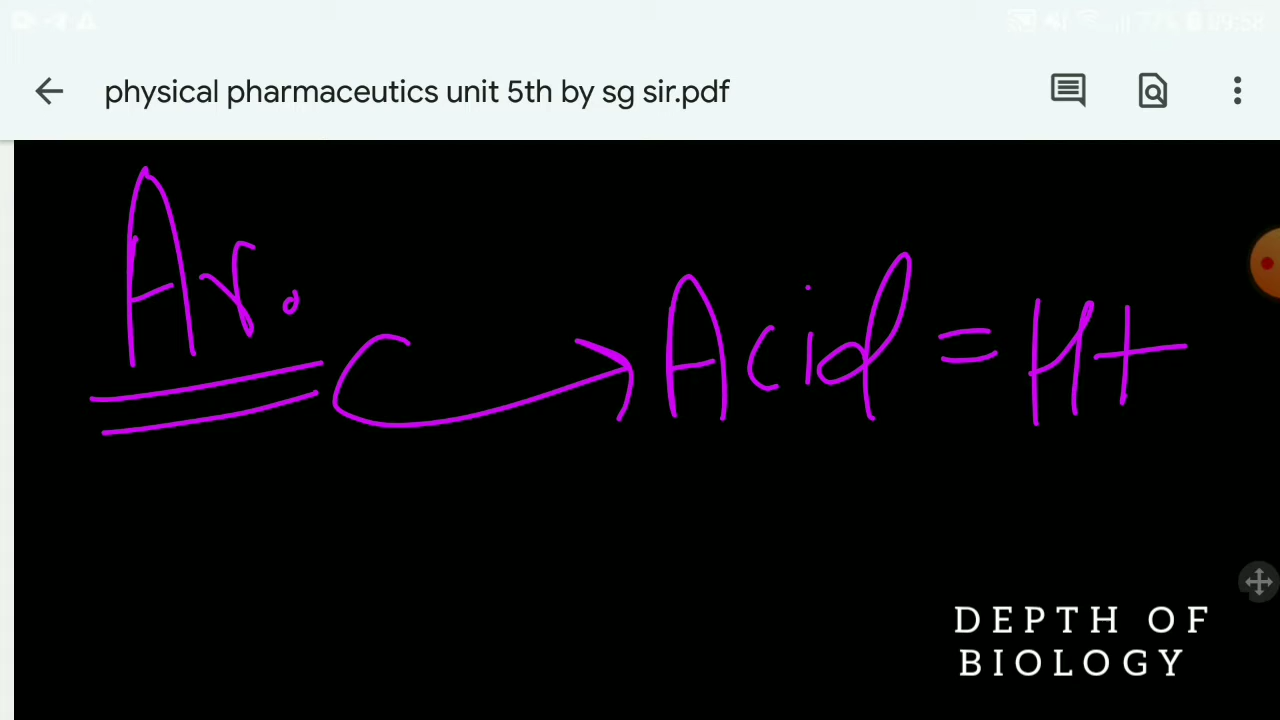 physical pharmaceutics unit 5th by sg sir.pdf
Ar.
Acid = H+
DEPTH OF
BIOLOGY